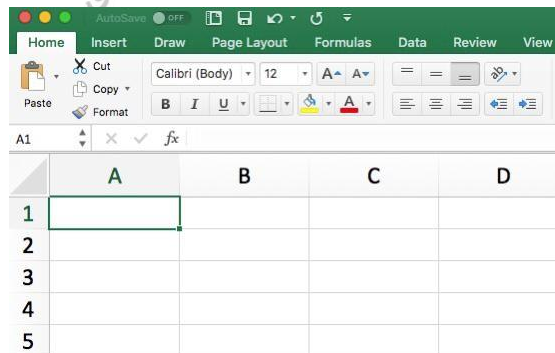 AutoSave OFF
Home Insert Draw Page Layout Formulas Data Review View
Cut
Calibri (Body) 12 A A
Copy
Paste
B I U A
Format
A1 fx
A B C D
1
2
3
4
5